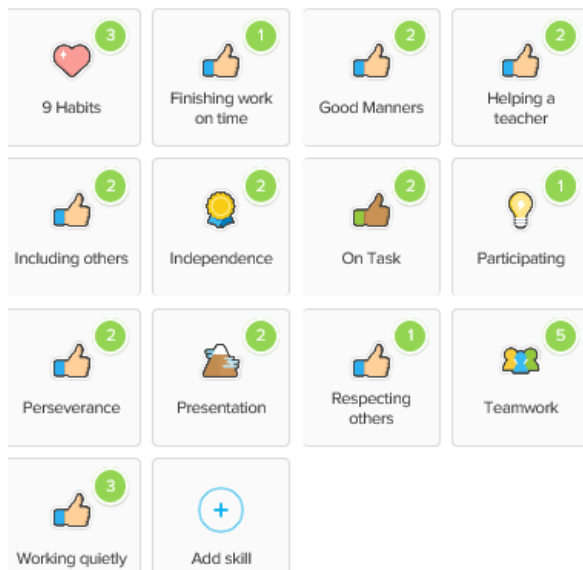 3
9 Habits
1
Finishing work
on time
2
Good Manners
2
Helping a
teacher
2
Including others
2
Independence
2
On Task
1
Participating
2
Perseverance
2
Presentation
1
Respecting
others
5
Teamwork
3
Working quietly
+
Add skill